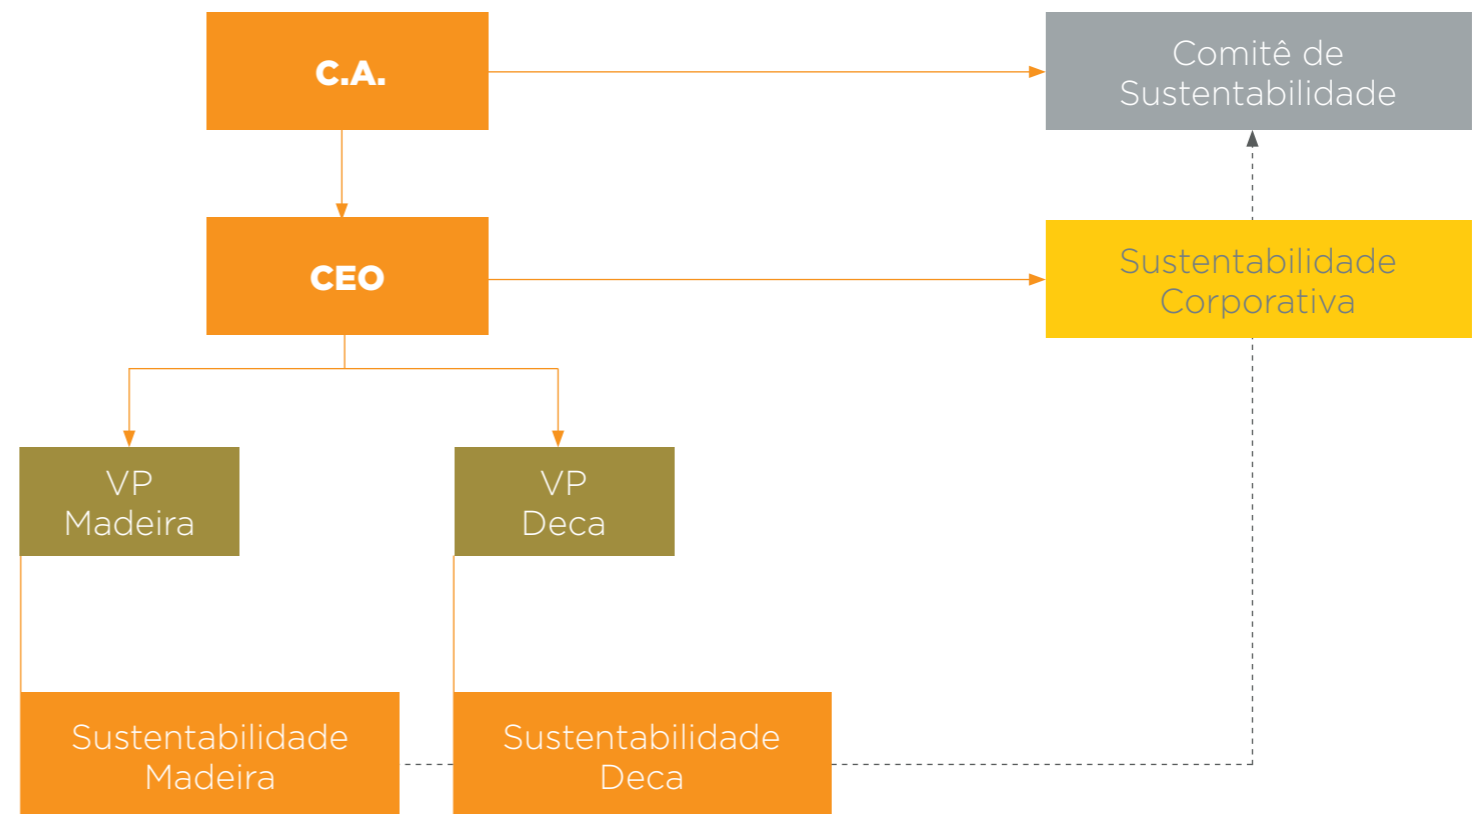 C.A.
Comitê de
Sustentabilidade
CEO
Sustentabilidade
Corporativa
VP
Madeira
VP
Deca
Sustentabilidade
Madeira
Sustentabilidade
Deca